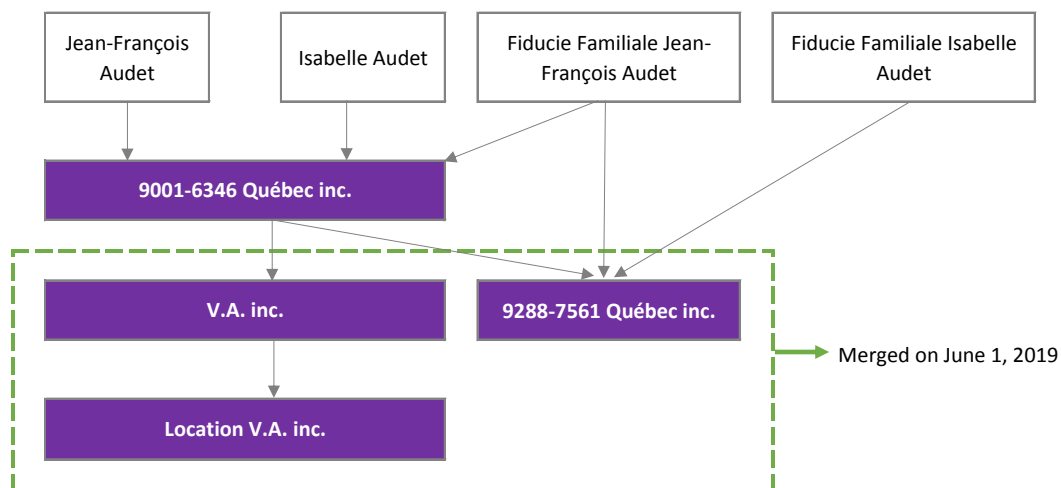 Jean-François
Audet
Isabelle Audet
Fiducie Familiale Jean-
François Audet
Fiducie Familiale Isabelle
Audet
9001-6346 Québec inc.
V.A. inc.
9288-7561 Québec inc.
Merged on June 1, 2019
Location V.A. inc.